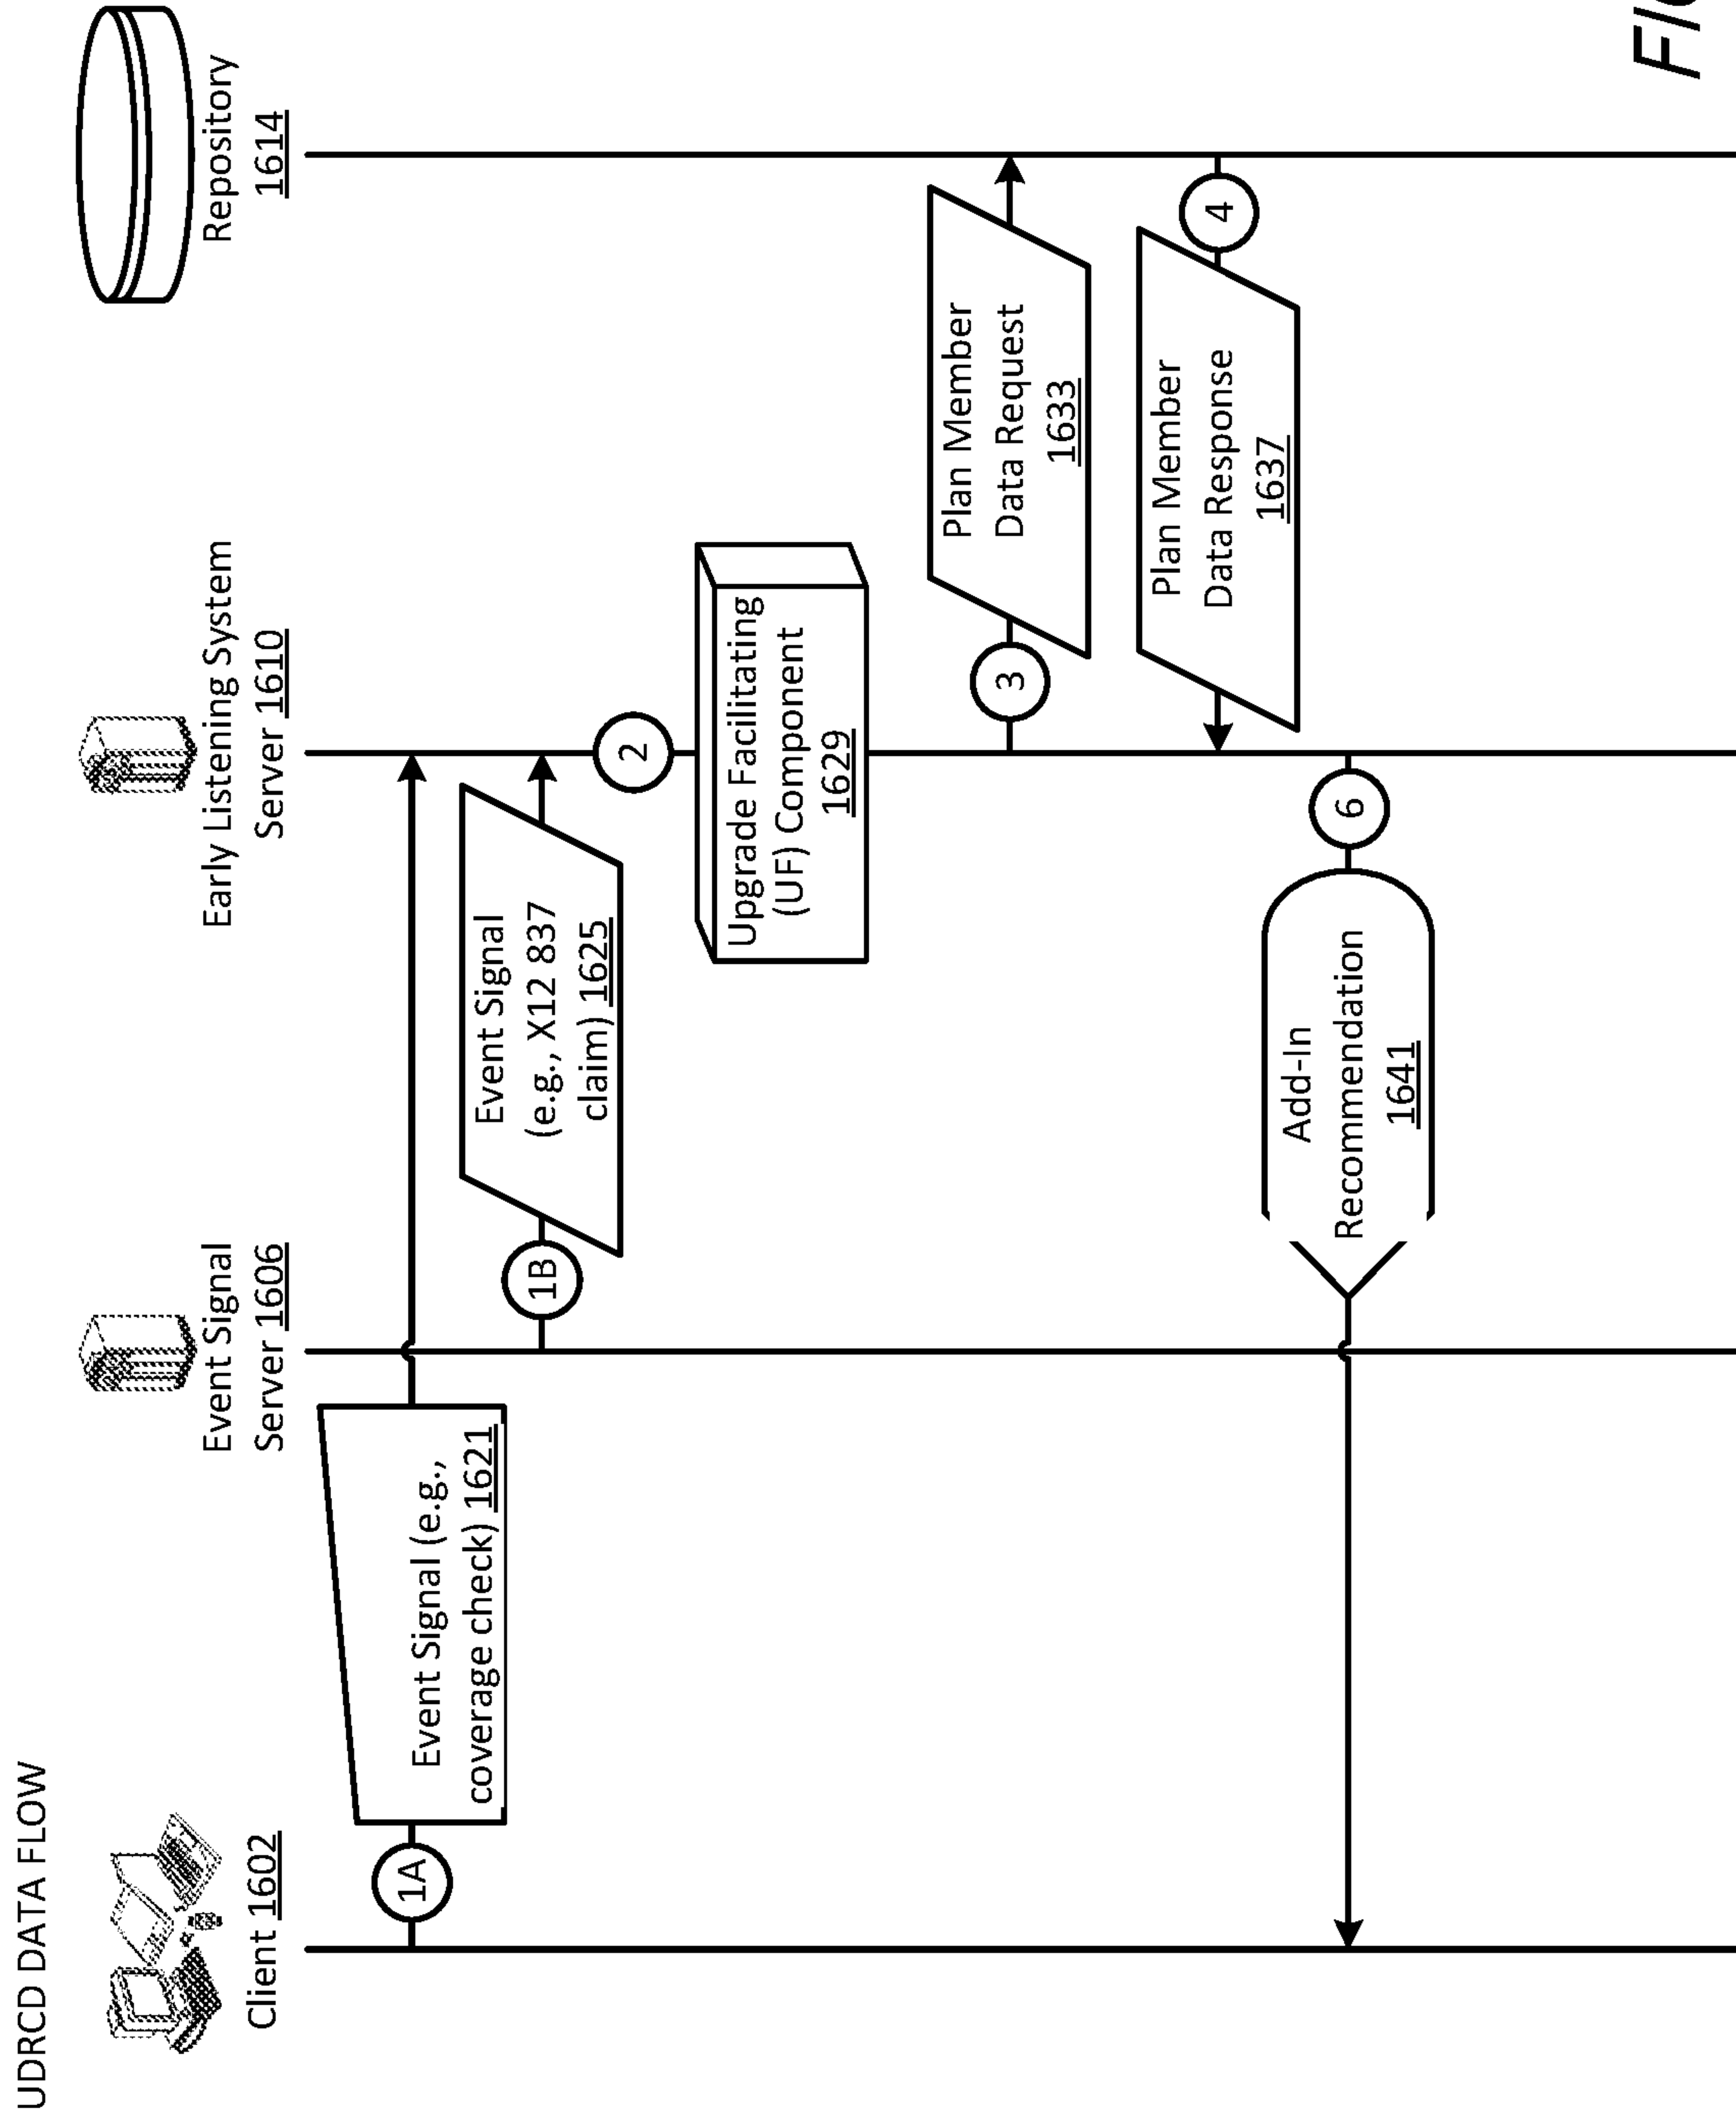 UDRCD DATA FLOW
Client 1602
Event Signal
Server 1606
Early Listening System
Server 1610
Repository
1614
1A
Event Signal (e.g.,
coverage check) 1621
1B
Event Signal
(e.g., X12 837
claim) 1625
2
Upgrade Facilitating
(UF) Component
1629
3
Plan Member
Data Request
1633
4
Plan Member
Data Response
1637
6
Add-In
Recommendation
1641